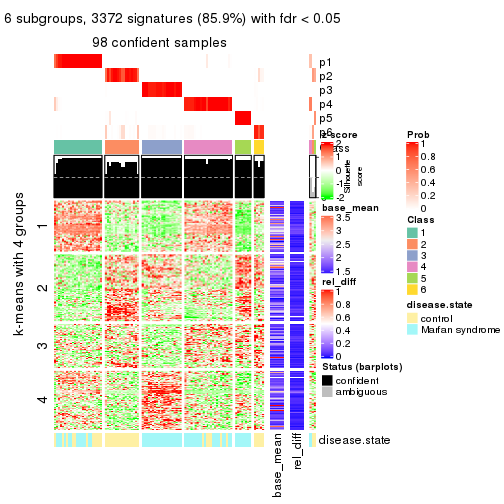 6 subgroups, 3372 signatures (85.9%) with fdr < 0.05
98 confident samples
p1
p2
p3
p4
p5
p6
Class
Silhouette
score
k-means with 4 groups
1
2
3
4
base_mean
rel_diff
disease.state
z-score
2
1
0
-1
-2
base_mean
3.5
3
2.5
2
1.5
rel_diff
1
0.8
0.6
0.4
0.2
0
Status (barplots)
confident
ambiguous
Prob
1
0.8
0.6
0.4
0.2
0
Class
1
2
3
4
5
6
disease.state
control
Marfan syndrome